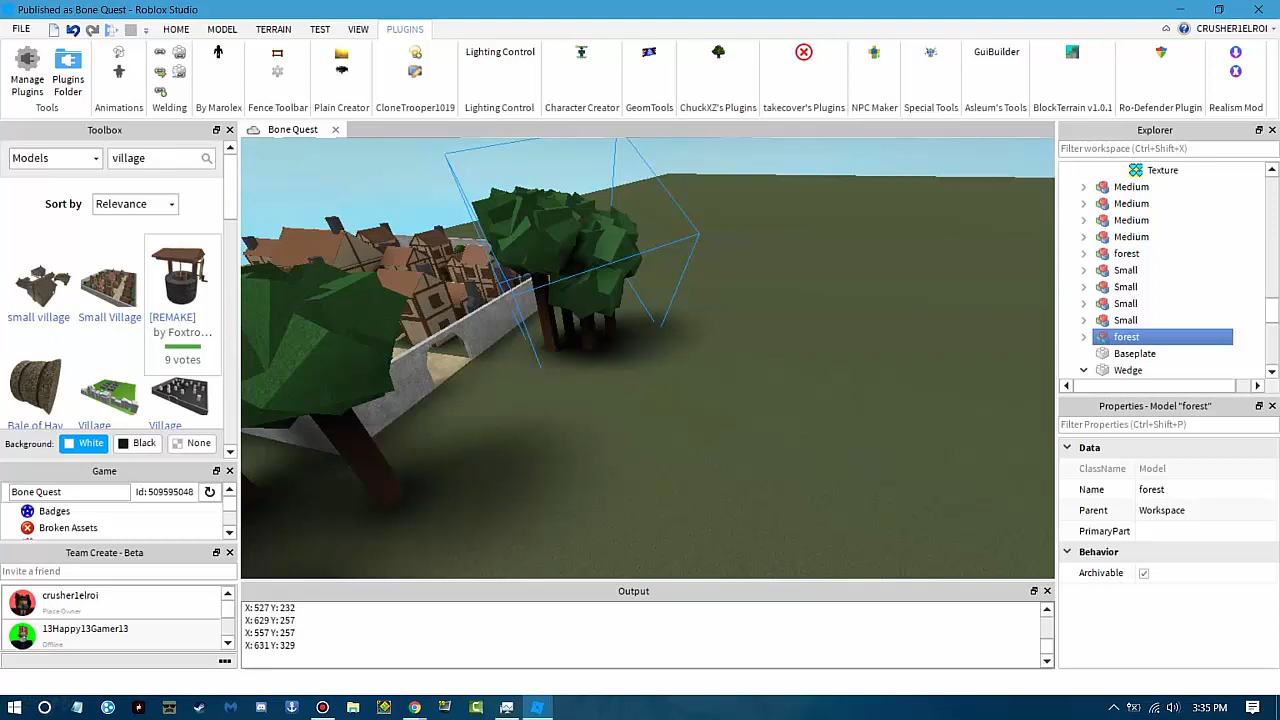 Published as Bone Quest - Roblox Studio
FILE HOME MODEL TERRAIN TEST VIEW PLUGINS CRUSHER1ELROI
Manage Plugins
Plugins Folder
Lighting Control
GuiBuilder
Tools Animations Welding By Marolex Fence Toolbar Plain Creator CloneTrooper1019 Lighting Control Character Creator GeomTools ChuckXZ's Plugins takecover's Plugins NPC Maker Special Tools Asleum's Tools BlockTerrain v1.0.1 Ro-Defender Plugin Realism Mod
Toolbox
Models village
Sort by Relevance
small village Small Village [REMAKE]
by Foxtro...
9 votes
Bale of Hay Village Village
Background: White Black None
Game
Bone Quest Id: 509595048
Badges
Broken Assets
Team Create - Beta
Invite a friend
crusher1elroi
Place Owner
13Happy13Gamer13
Offline
Bone Quest
Output
X: 527 Y: 232
X: 629 Y: 257
X: 557 Y: 257
X: 631 Y: 329
Explorer
Filter workspace (Ctrl+Shift+X)
Texture
Medium
Medium
Medium
Medium
forest
Small
Small
Small
Small
forest
Baseplate
Wedge
Properties - Model "forest"
Filter Properties (Ctrl+Shift+P)
Data
ClassName Model
Name forest
Parent Workspace
PrimaryPart
Behavior
Archivable
3:35 PM